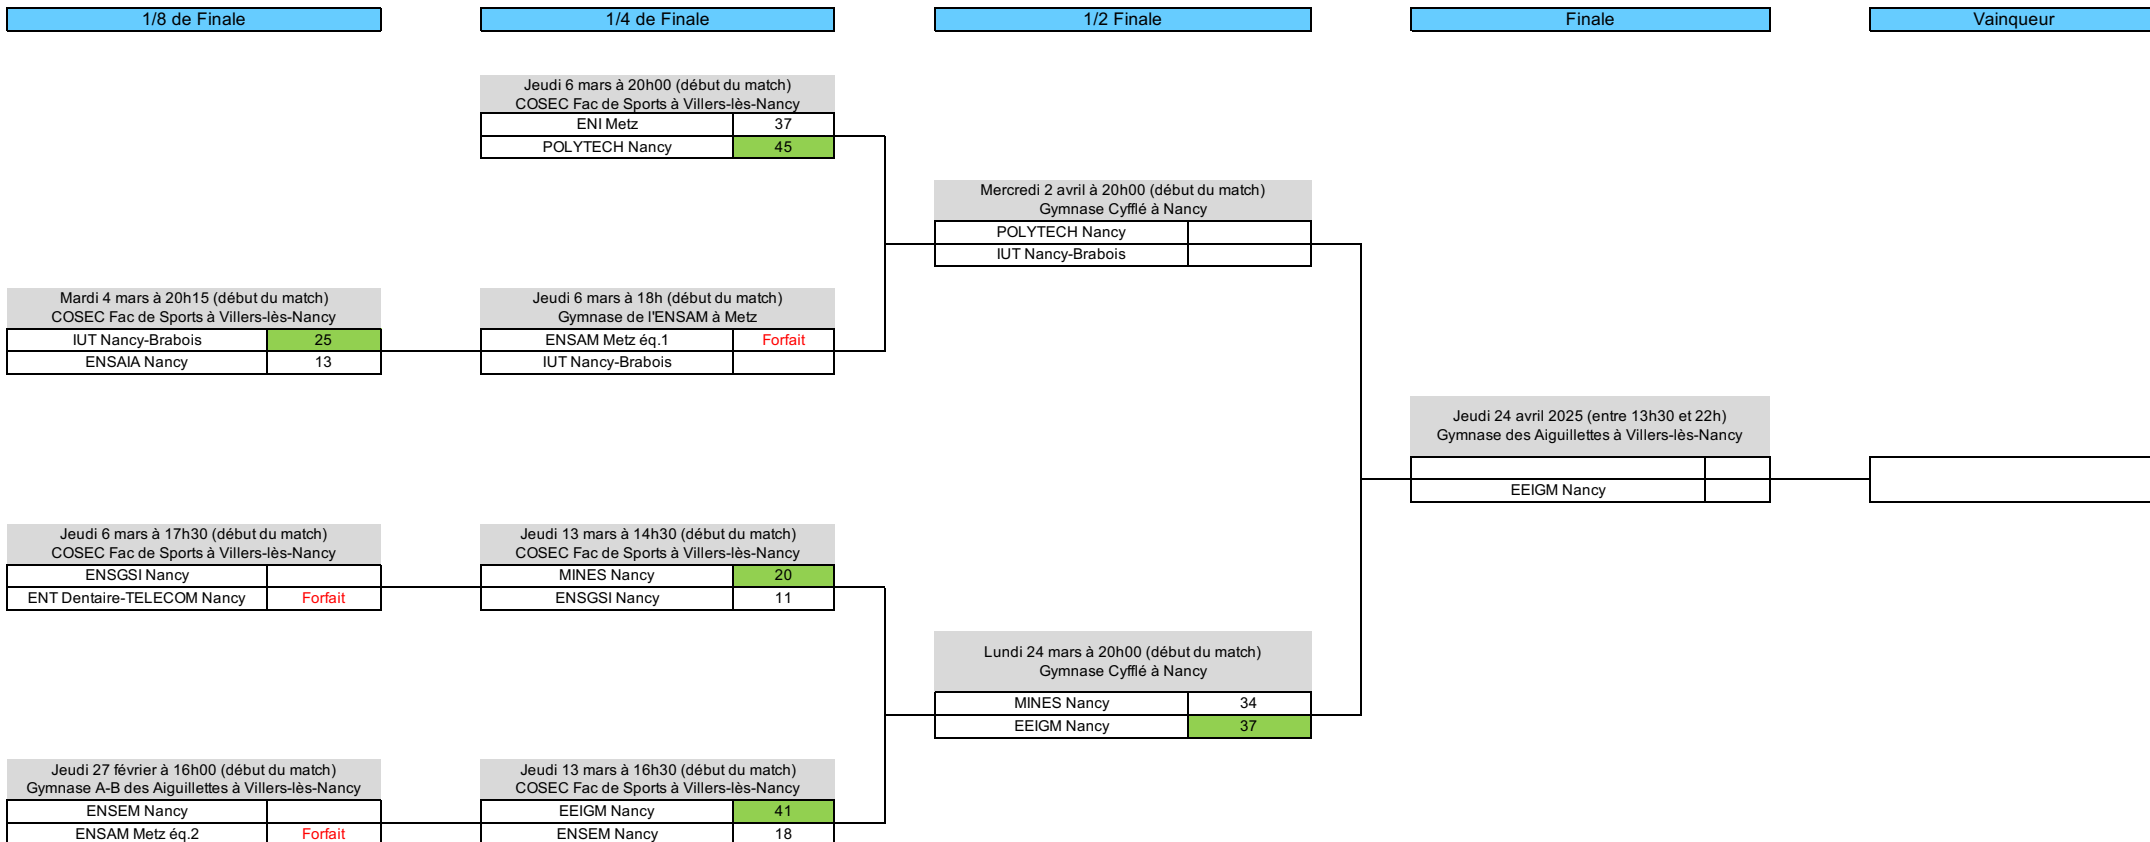 1/8 de Finale
1/4 de Finale
1/2 Finale
Finale
Vainqueur
Jeudi 6 mars à 20h00 (début du match)
COSEC Fac de Sports à Villers-lès-Nancy
ENI Metz 37
POLYTECH Nancy 45
Mercredi 2 avril à 20h00 (début du match)
Gymnase Cyfflé à Nancy
POLYTECH Nancy
IUT Nancy-Brabois
Mardi 4 mars à 20h15 (début du match)
COSEC Fac de Sports à Villers-lès-Nancy
IUT Nancy-Brabois 25
ENSAIA Nancy 13
Jeudi 6 mars à 18h (début du match)
Gymnase de l'ENSAM à Metz
ENSAM Metz éq.1 Forfait
IUT Nancy-Brabois
Jeudi 24 avril 2025 (entre 13h30 et 22h)
Gymnase des Aiguillettes à Villers-lès-Nancy
EEIGM Nancy
Jeudi 6 mars à 17h30 (début du match)
COSEC Fac de Sports à Villers-lès-Nancy
ENSGSI Nancy
ENT Dentaire-TELECOM Nancy Forfait
Jeudi 13 mars à 14h30 (début du match)
COSEC Fac de Sports à Villers-lès-Nancy
MINES Nancy 20
ENSGSI Nancy 11
Lundi 24 mars à 20h00 (début du match)
Gymnase Cyfflé à Nancy
MINES Nancy 34
EEIGM Nancy 37
Jeudi 27 février à 16h00 (début du match)
Gymnase A-B des Aiguillettes à Villers-lès-Nancy
ENSEM Nancy
ENSAM Metz éq.2 Forfait
Jeudi 13 mars à 16h30 (début du match)
COSEC Fac de Sports à Villers-lès-Nancy
EEIGM Nancy 41
ENSEM Nancy 18